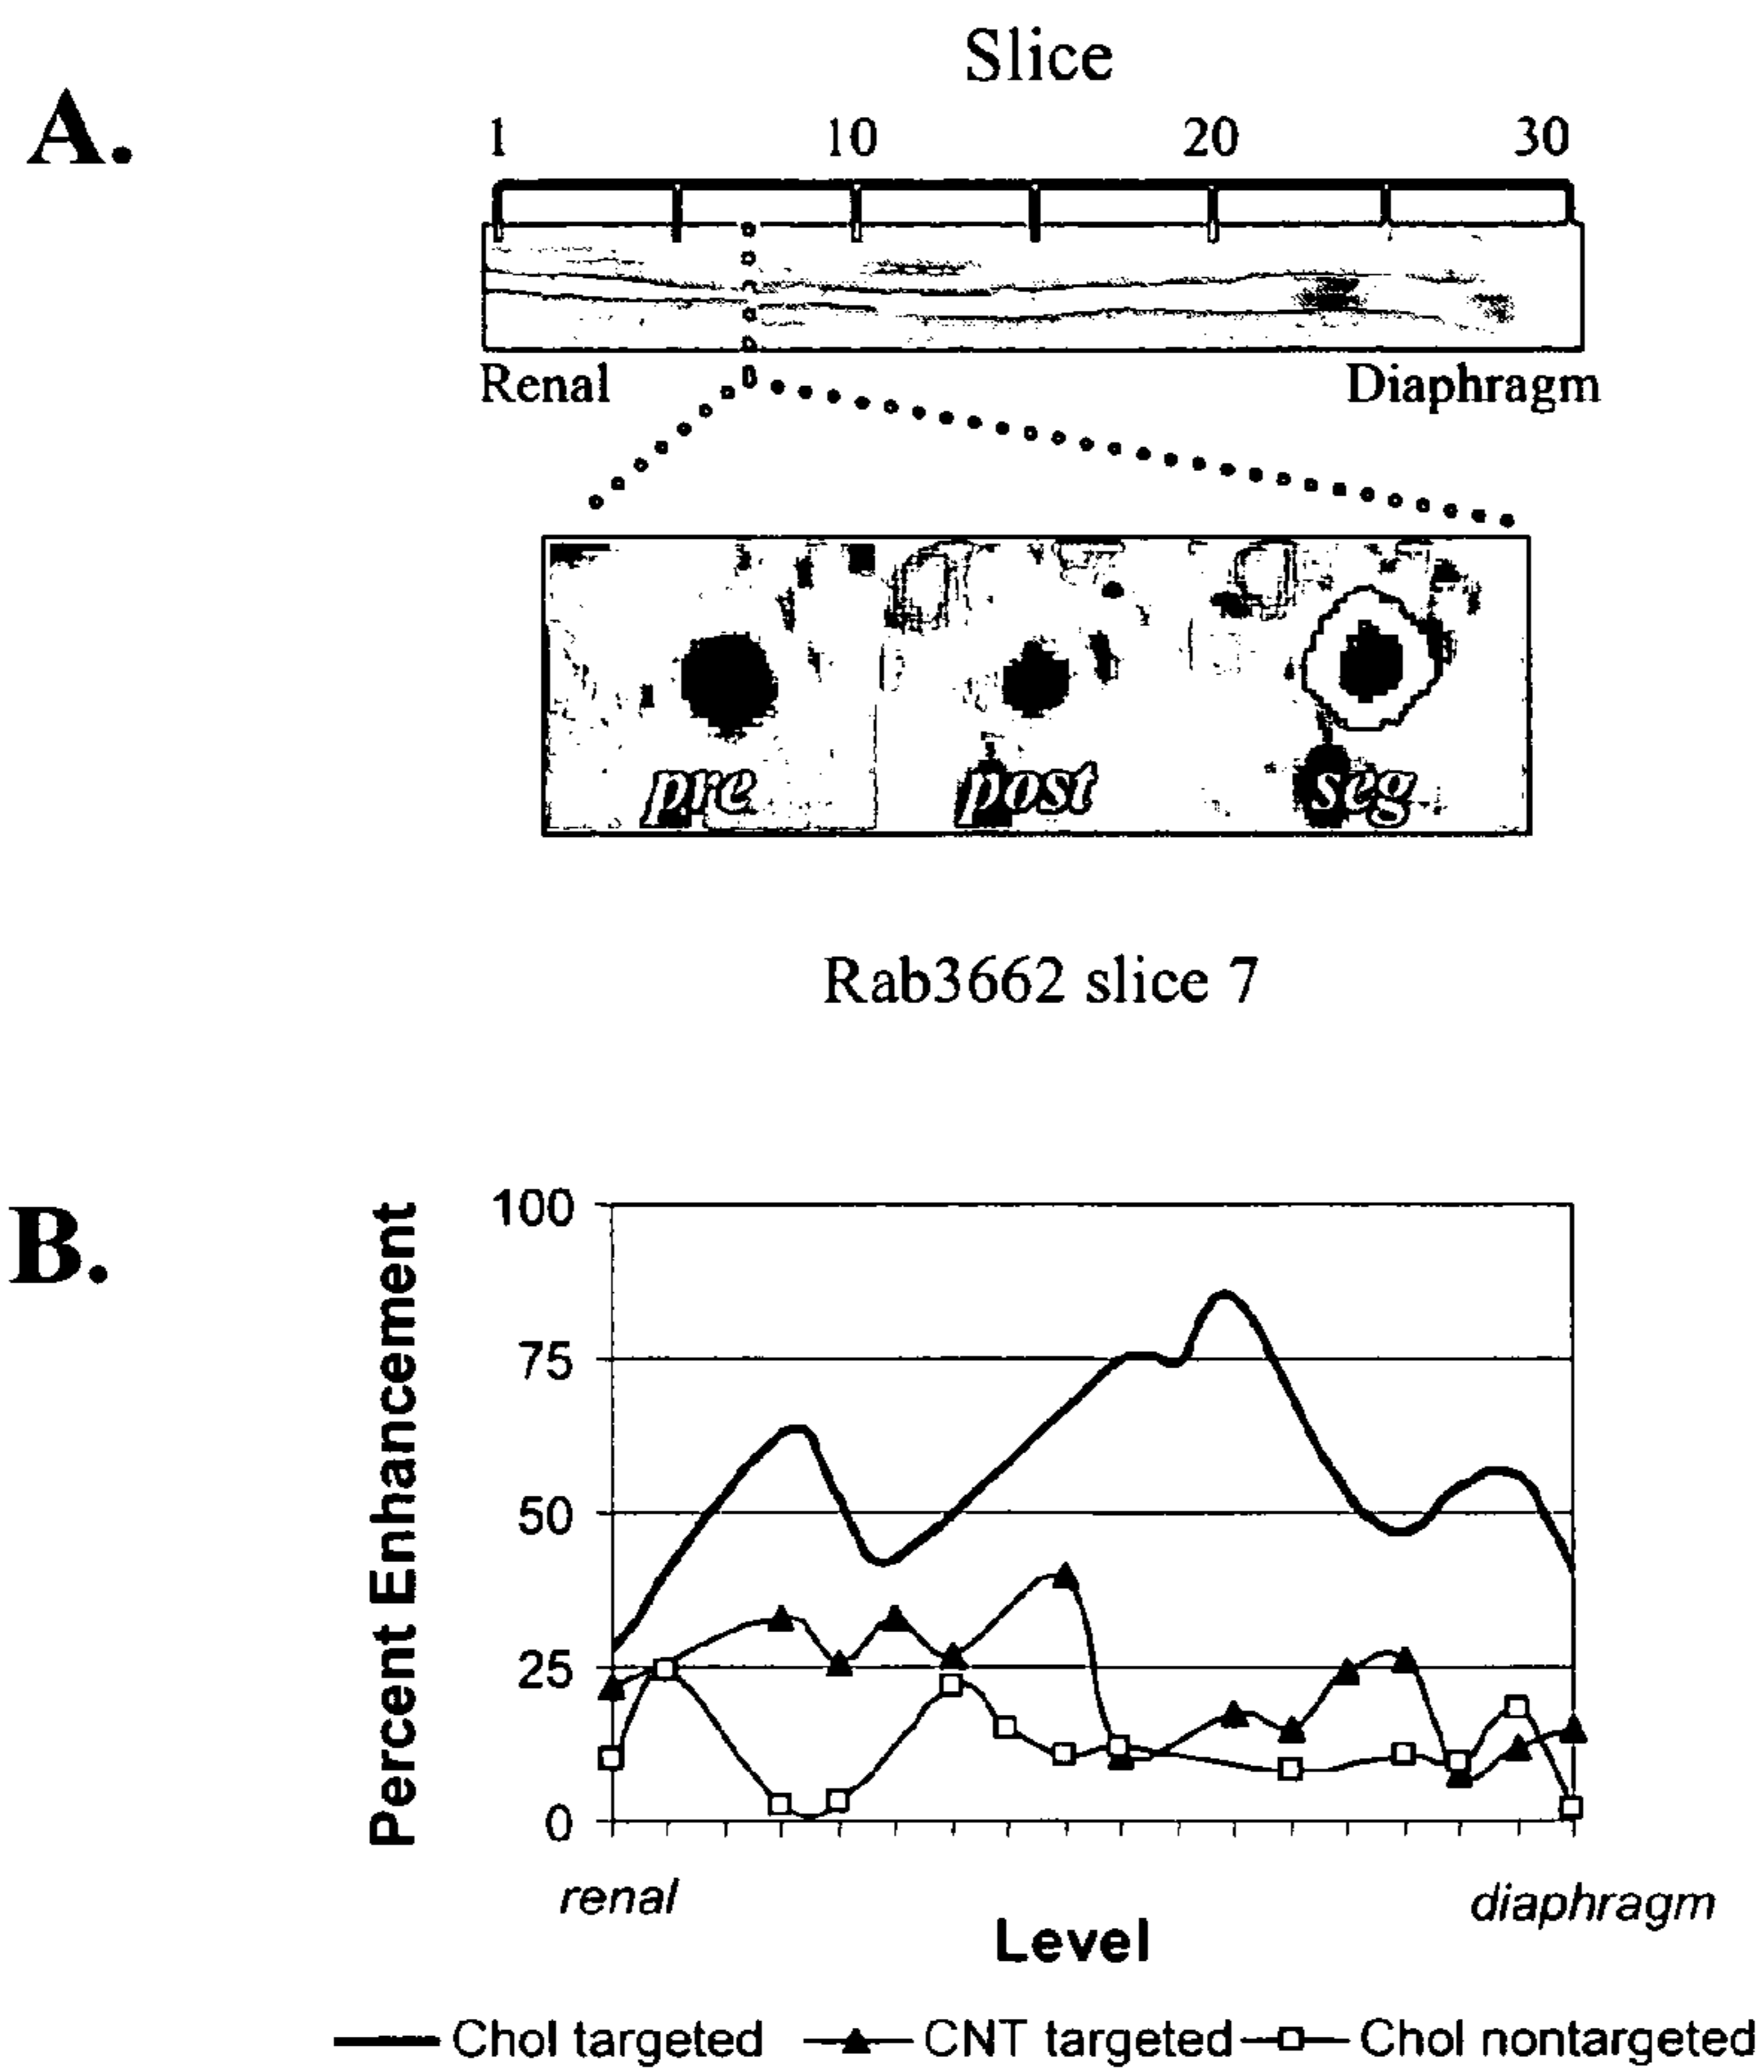 Slice
A.
1 10 20 30
Renal Diaphragm
pre post seg
Rab3662 slice 7
B.
Percent Enhancement
100
75
50
25
0
renal diaphragm
Level
Chol targeted CNT targeted Chol nontargeted